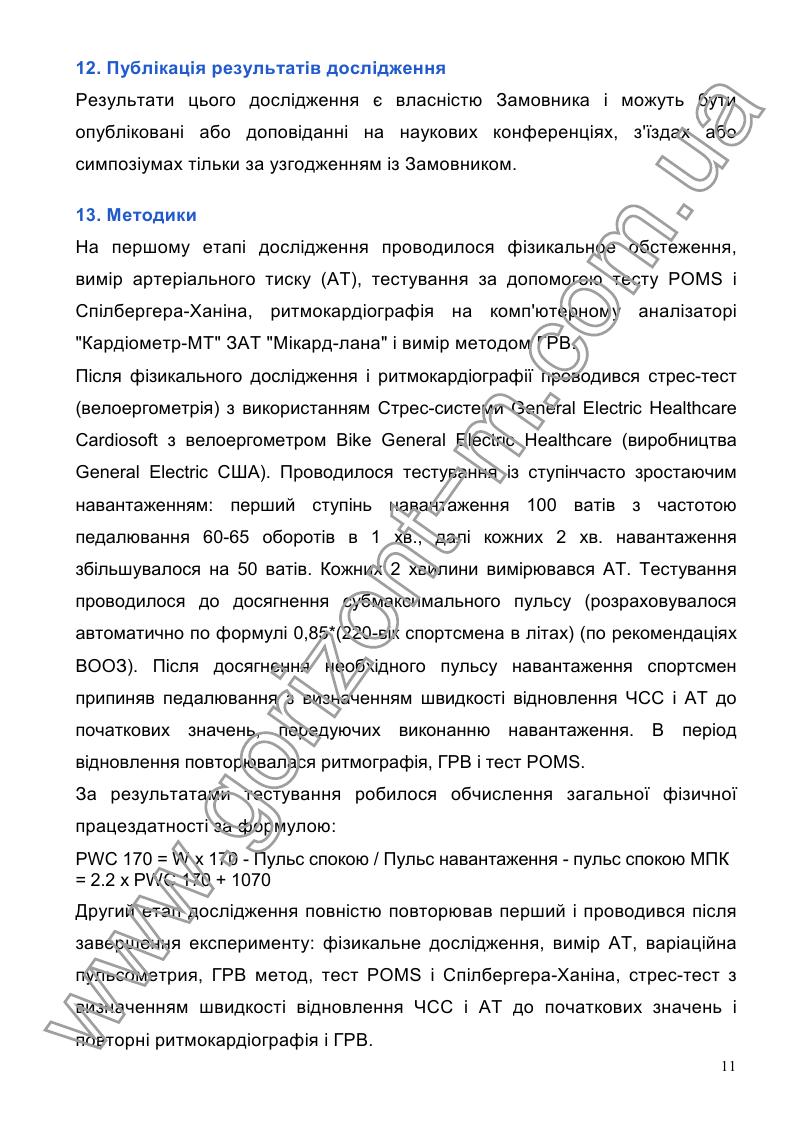 12. Публікація результатів дослідження
Результати цього дослідження є власністю Замовника і можуть бути
опубліковані або доповіданні на наукових конференціях, з'їздах або
симпозіумах тільки за узгодженням із Замовником.
13. Методики
На першому етапі дослідження проводилося фізикальное обстеження,
вимір артеріального тиску (АТ), тестування за допомогою тесту POMS і
Спілбергера-Ханіна, ритмокардіографія на комп'ютерному аналізаторі
"Кардіометр-МТ" ЗАТ "Мікард-лана" і вимір методом ГРВ.
Після фізикального дослідження і ритмокардіографії проводився стрес-тест
(велоергометрія) з використанням Стрес-системи General Electric Healthcare
Cardiosoft з велоергометром Bike General Electric Healthcare (виробництва
General Electric США). Проводилося тестування із ступінчасто зростаючим
навантаженням: перший ступінь навантаження 100 ватів з частотою
педалювання 60-65 оборотів в 1 хв., далі кожних 2 хв. навантаження
збільшувалося на 50 ватів. Кожних 2 хвилини вимірювався АТ. Тестування
проводилося до досягнення субмаксимального пульсу (розраховувалося
автоматично по формулі 0,85*(220-вік спортсмена в літах) (по рекомендаціях
ВООЗ). Після досягнення необхідного пульсу навантаження спортсмен
припиняв педалювання з визначенням швидкості відновлення ЧСС і АТ до
початкових значень, передуючих виконанню навантаження. В період
відновлення повторювалася ритмографія, ГРВ і тест POMS.
За результатами тестування робилося обчислення загальної фізичної
працездатності за формулою:
PWC 170 = W x 170 - Пульс спокою / Пульс навантаження - пульс спокою МПК
= 2.2 x PWC 170 + 1070
Другий етап дослідження повністю повторював перший і проводився після
завершення експерименту: фізикальне дослідження, вимір АТ, варіаційна
пульсометрия, ГРВ метод, тест POMS і Спілбергера-Ханіна, стрес-тест з
визначенням швидкості відновлення ЧСС і АТ до початкових значень і
повторні ритмокардіографія і ГРВ.
11
www.gorizont-m.com.ua